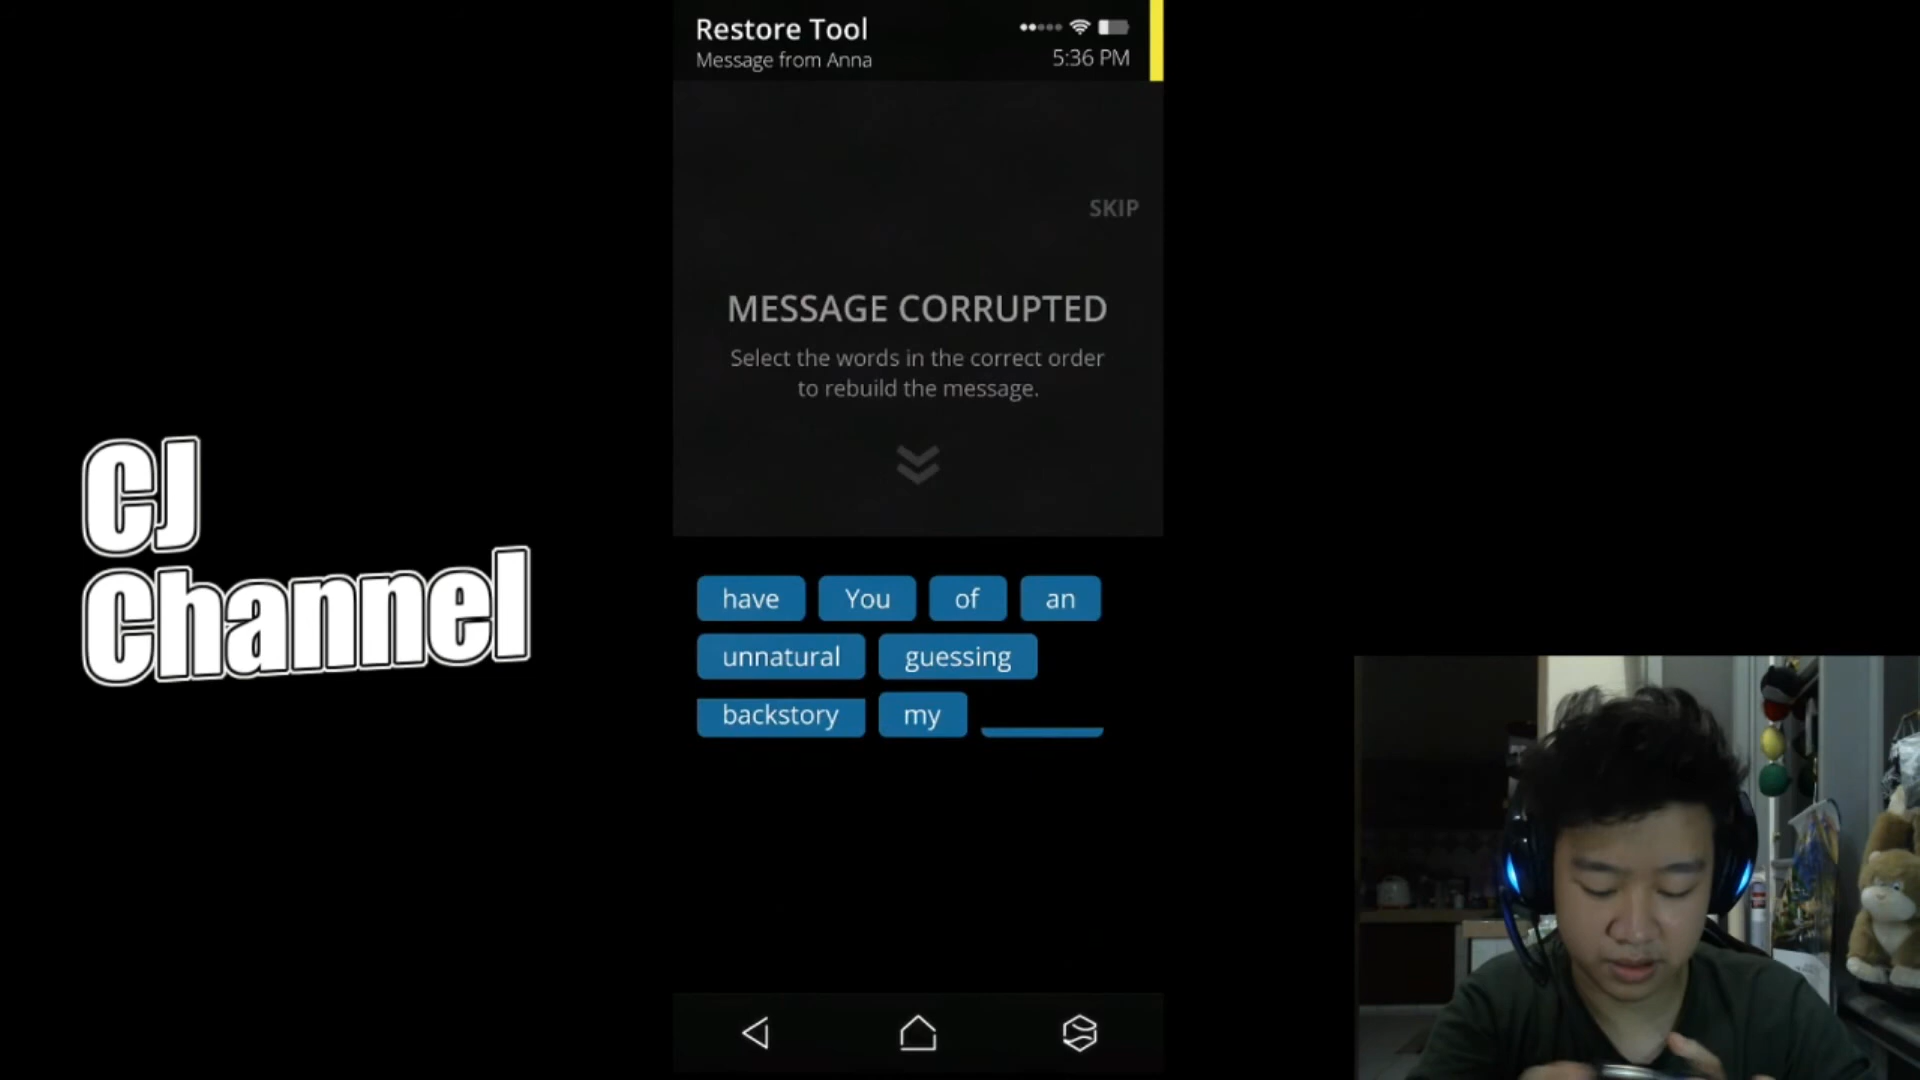 Restore Tool
Message from Anna
5:36 PM
SKIP
MESSAGE CORRUPTED
Select the words in the correct order
to rebuild the message.
have You of an
unnatural guessing
backstory my
CJ
Channel